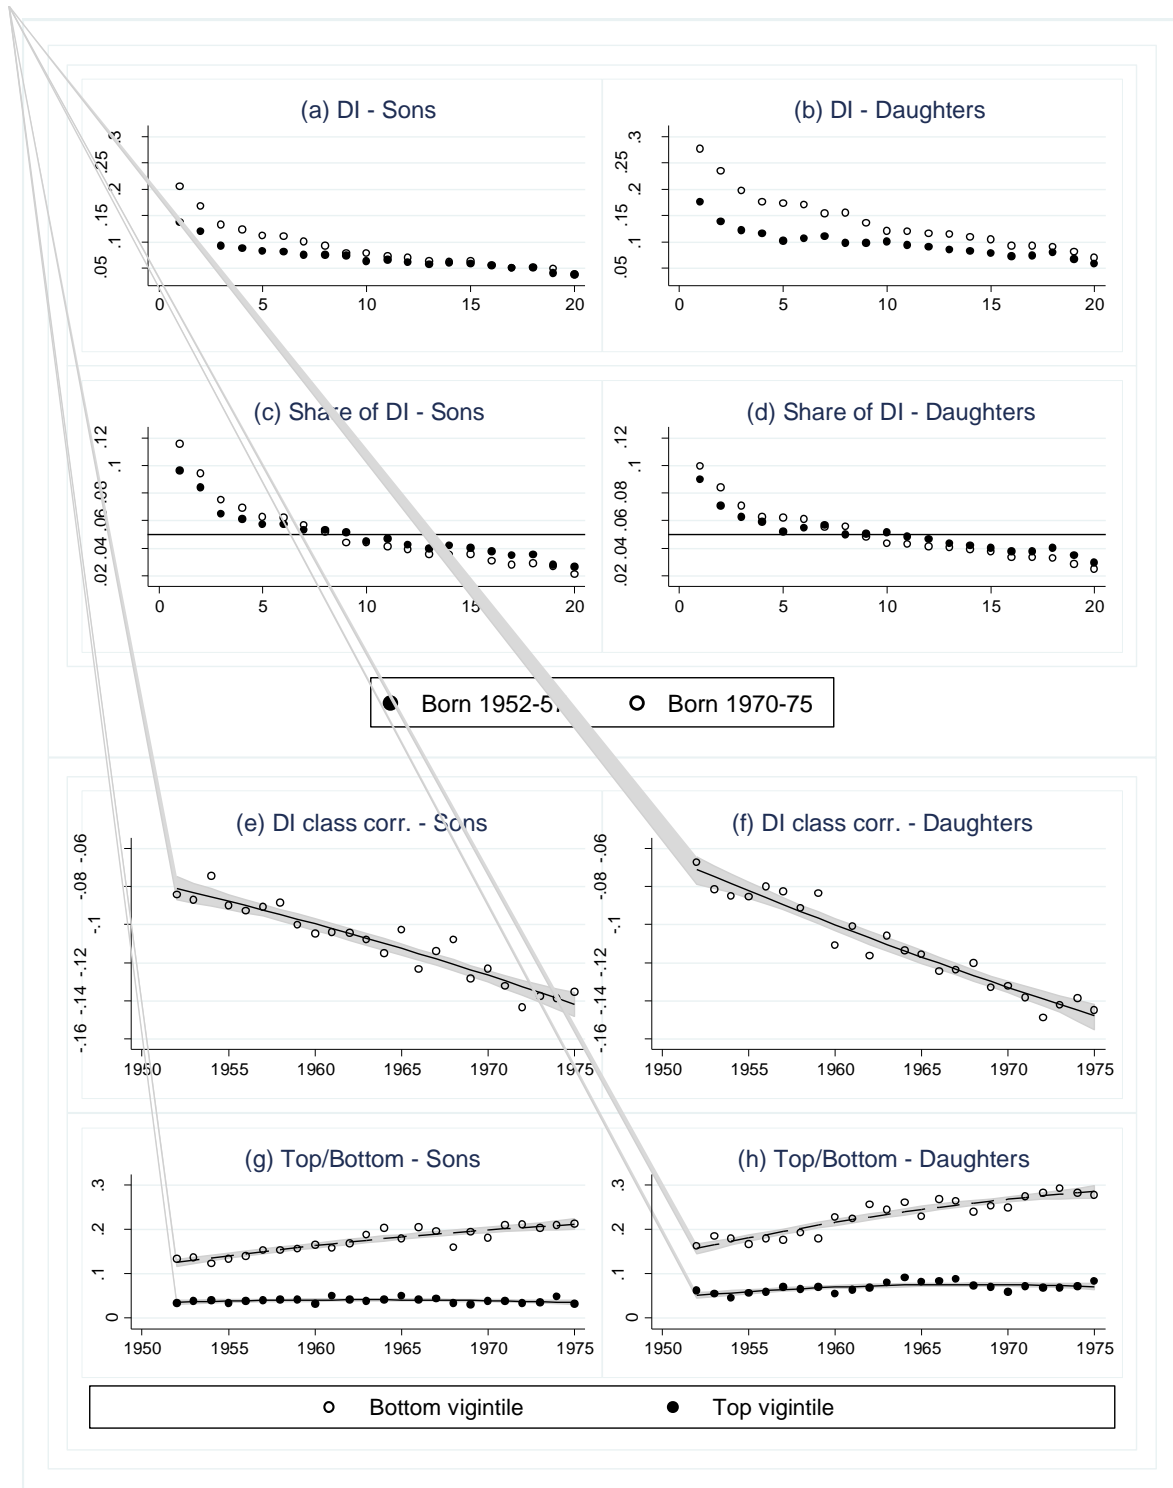 (a) DI - Sons
.05 .1 .15 .2 .25 .3
0 5 10 15 20
(b) DI - Daughters
.05 .1 .15 .2 .25 .3
0 5 10 15 20
(c) Share of DI - Sons
.02 .04 .06 .08 .1 .12
0 5 10 15 20
(d) Share of DI - Daughters
.02 .04 .06 .08 .1 .12
0 5 10 15 20
Born 1952-57 Born 1970-75
(e) DI class corr. - Sons
-.16 -.14 -.12 -.1 -.08 -.06
1950 1955 1960 1965 1970 1975
(f) DI class corr. - Daughters
-.16 -.14 -.12 -.1 -.08 -.06
1950 1955 1960 1965 1970 1975
(g) Top/Bottom - Sons
0 .1 .2 .3
1950 1955 1960 1965 1970 1975
(h) Top/Bottom - Daughters
0 .1 .2 .3
1950 1955 1960 1965 1970 1975
Bottom vigintile Top vigintile